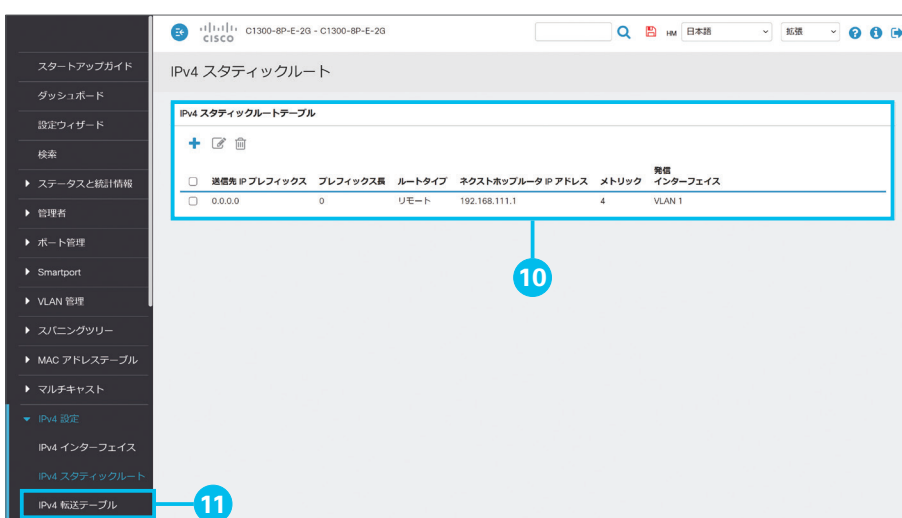 CISCO C1300-8P-E-2G - C1300-8P-E-2G HM 日本語 拡張
スタートアップガイド
ダッシュボード
設定ウィザード
検索
ステータスと統計情報
管理者
ポート管理
Smartport
VLAN 管理
スパニングツリー
MAC アドレステーブル
マルチキャスト
IPv4 設定
IPv4 インターフェイス
IPv4 スタティックルート
IPv4 転送テーブル
11
IPv4 スタティックルート
IPv4 スタティックルートテーブル
送信先 IP プレフィックス プレフィックス長 ルートタイプ ネクストホップルータ IP アドレス メトリック 発信インターフェイス
0.0.0.0 0 リモート 192.168.111.1 4 VLAN 1
10